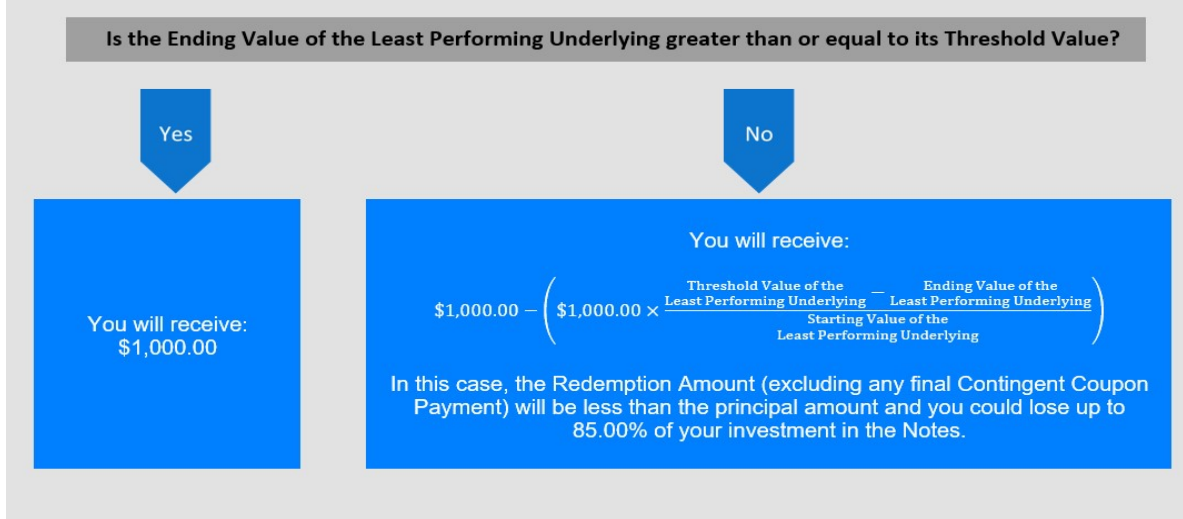 Is the Ending Value of the Least Performing Underlying greater than or equal to its Threshold Value?
Yes
No
You will receive:
$1,000.00
You will receive:
$1,000.00 − ($1,000.00 × (Threshold Value of the Least Performing Underlying − Ending Value of the Least Performing Underlying) / Starting Value of the Least Performing Underlying)
In this case, the Redemption Amount (excluding any final Contingent Coupon
Payment) will be less than the principal amount and you could lose up to
85.00% of your investment in the Notes.